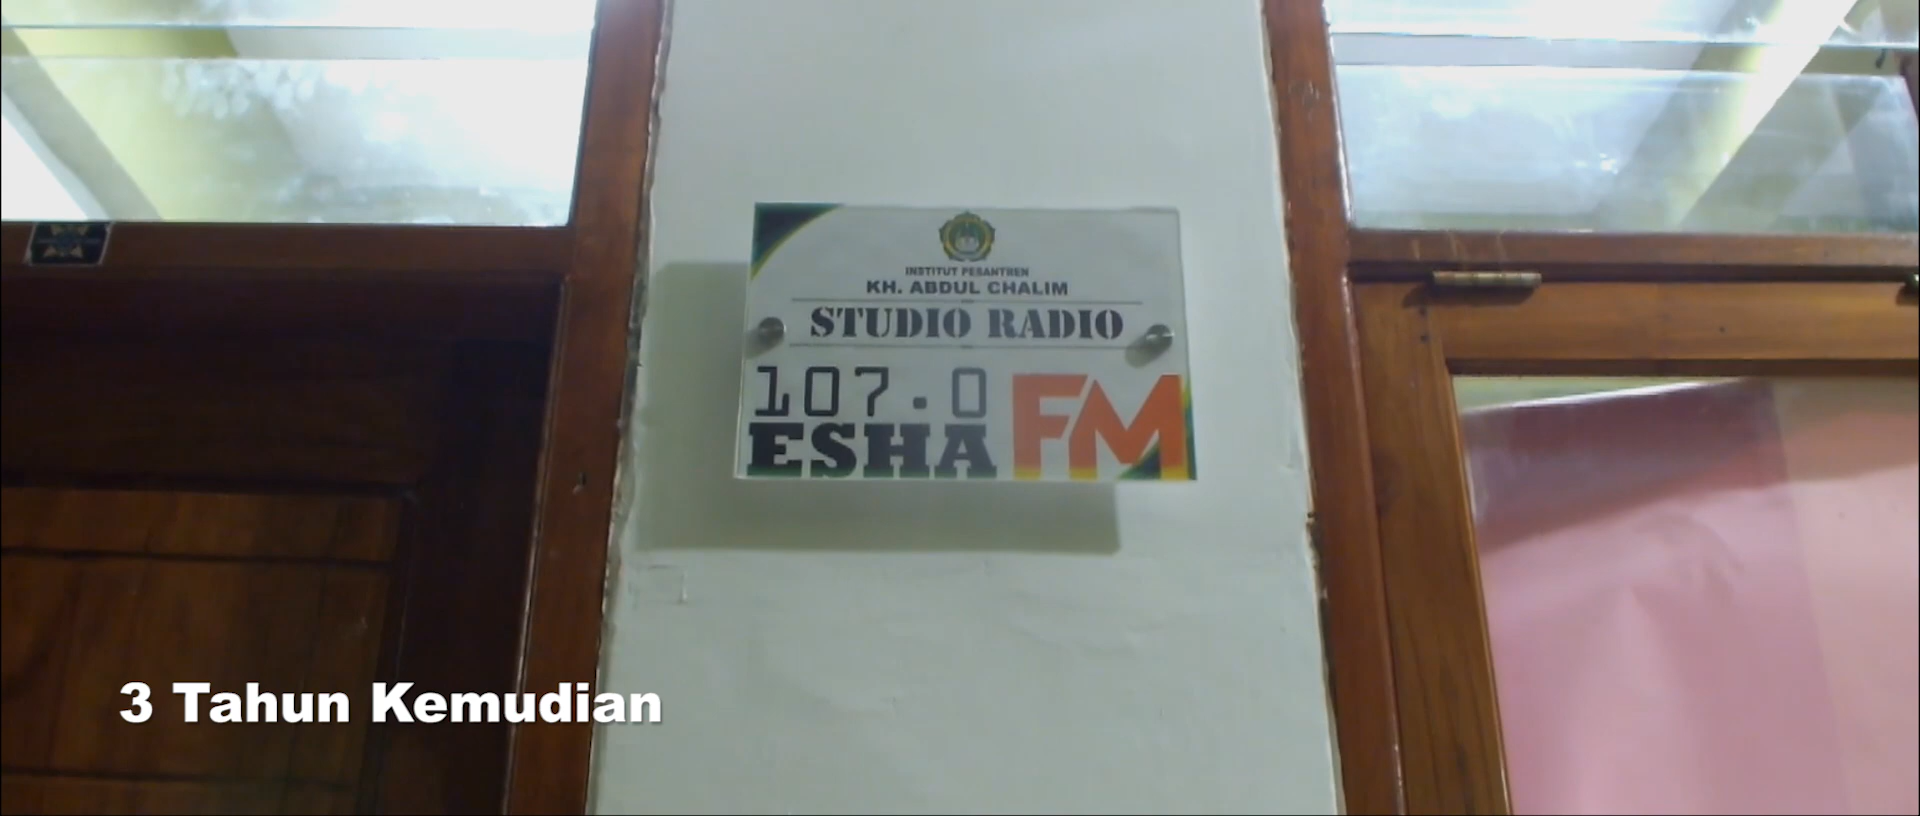 INSTITUT PESANTREN
KH. ABDUL CHALIM
STUDIO RADIO
107.0
ESHA FM
3 Tahun Kemudian